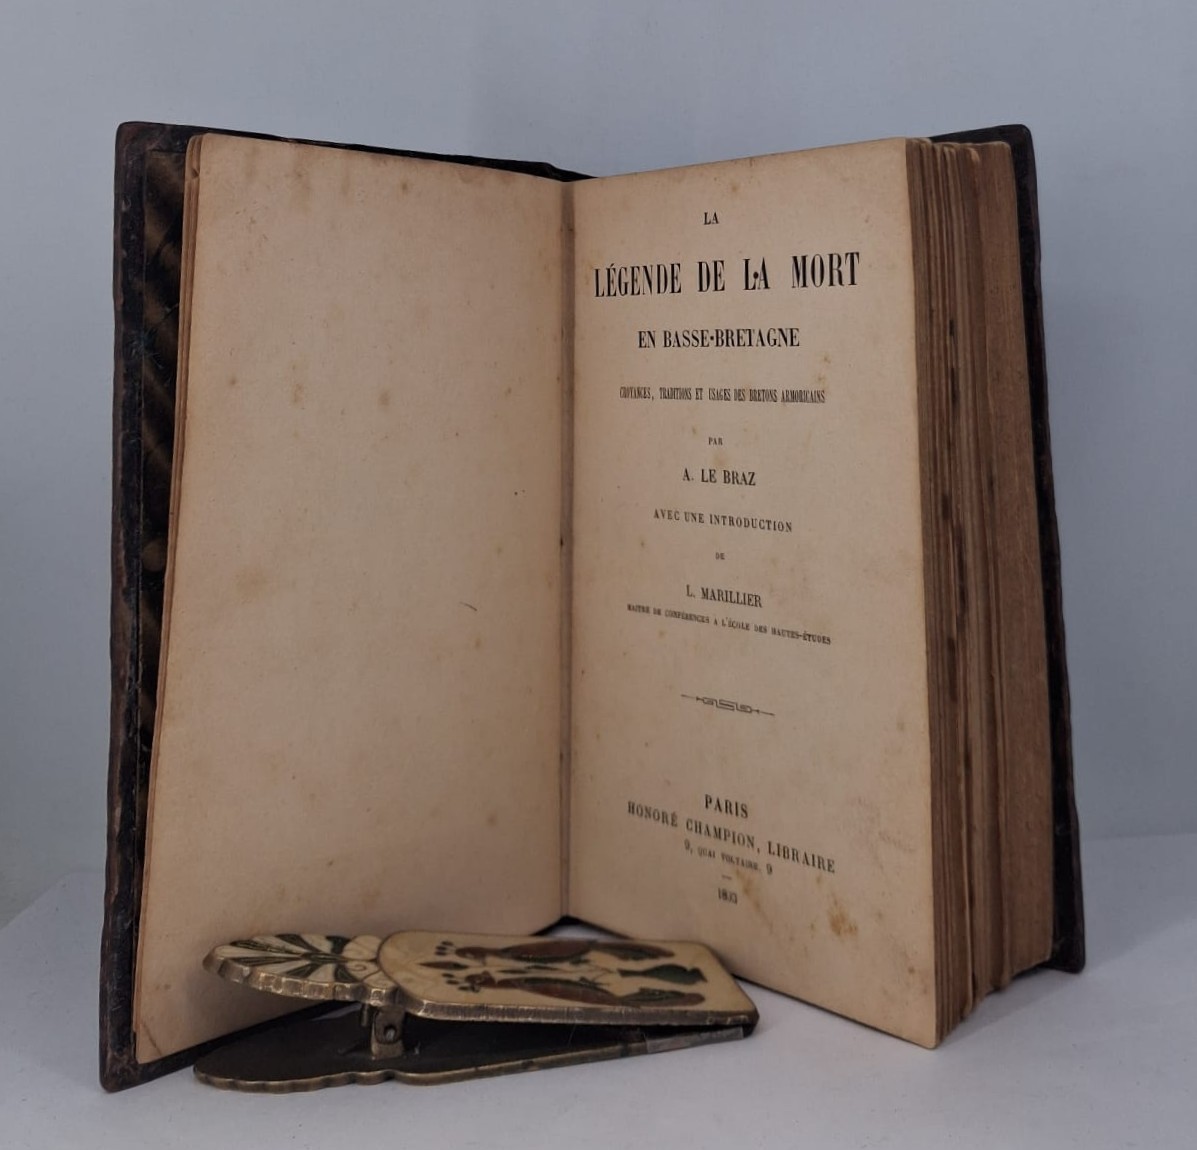 LA
LÉGENDE DE LA MORT
EN BASSE-BRETAGNE
CROYANCES, TRADITIONS ET USAGES DES BRETONS ARMORICAINS
PAR
A. LE BRAZ
AVEC UNE INTRODUCTION
DE
L. MARILLIER
MAITRE DE CONFÉRENCES A L'ÉCOLE DES HAUTES-ÉTUDES
PARIS
HONORÉ CHAMPION, LIBRAIRE
9, QUAI VOLTAIRE, 9
1893